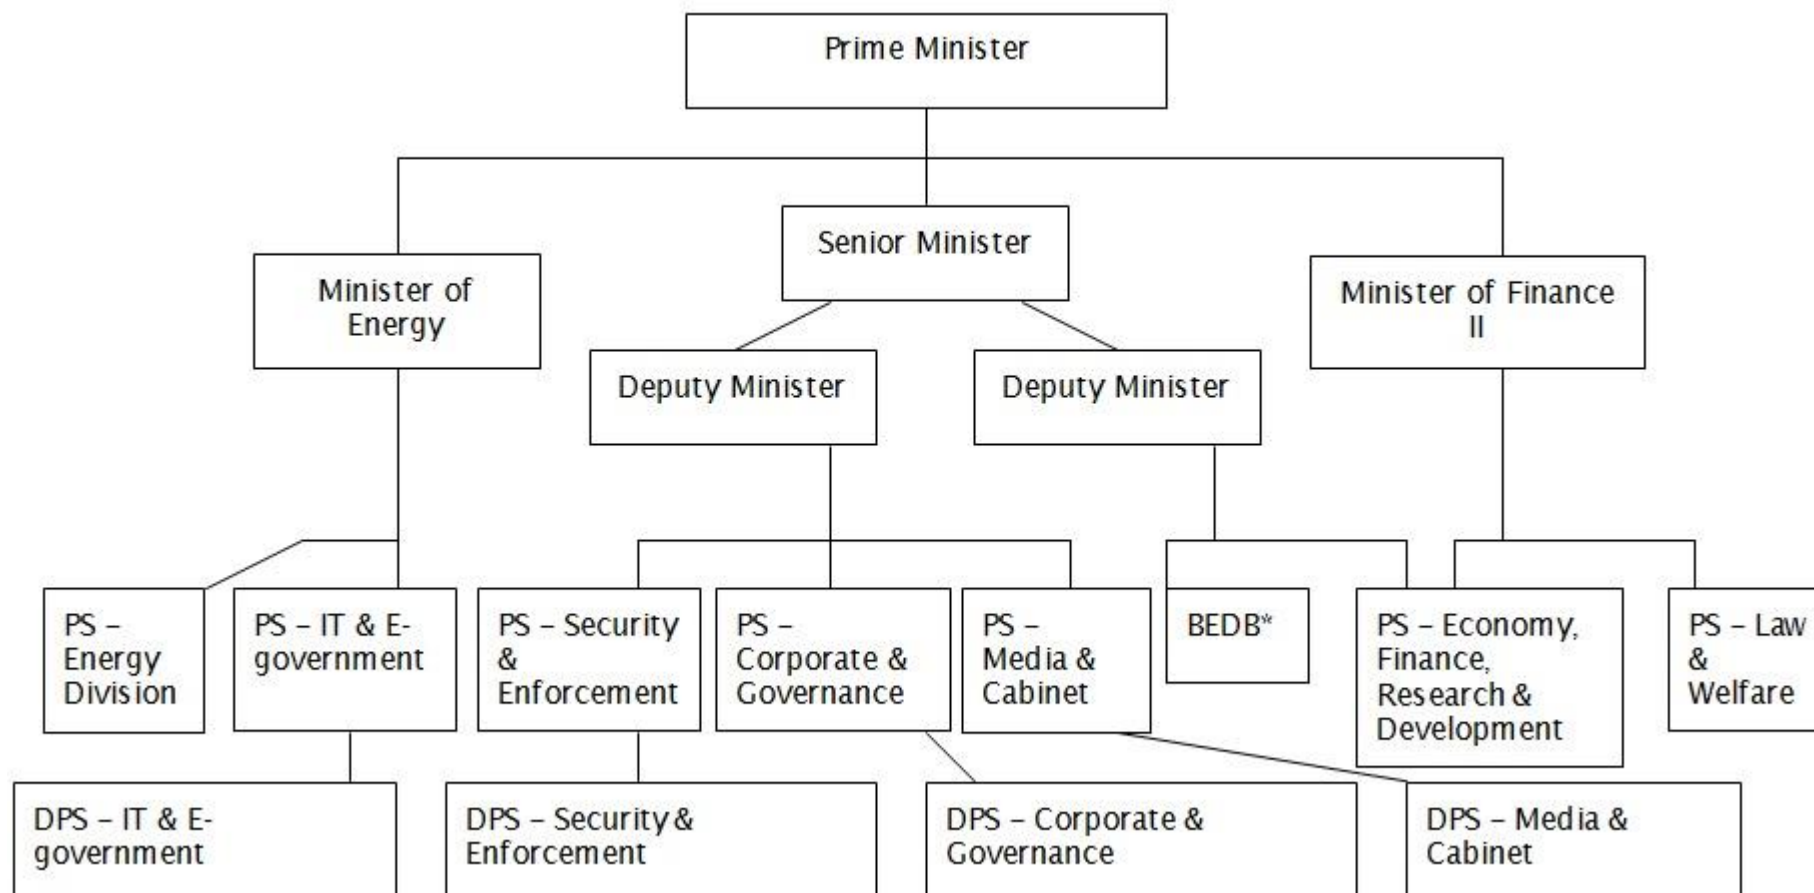 Prime Minister
Senior Minister
Minister of
Energy
Minister of Finance
II
Deputy Minister
Deputy Minister
PS –
Energy
Division
PS – IT & E-
government
PS – Security
&
Enforcement
PS –
Corporate &
Governance
PS –
Media &
Cabinet
BEDB*
PS – Economy,
Finance,
Research &
Development
PS – Law
&
Welfare
DPS – IT & E-
government
DPS – Security &
Enforcement
DPS – Corporate &
Governance
DPS – Media &
Cabinet